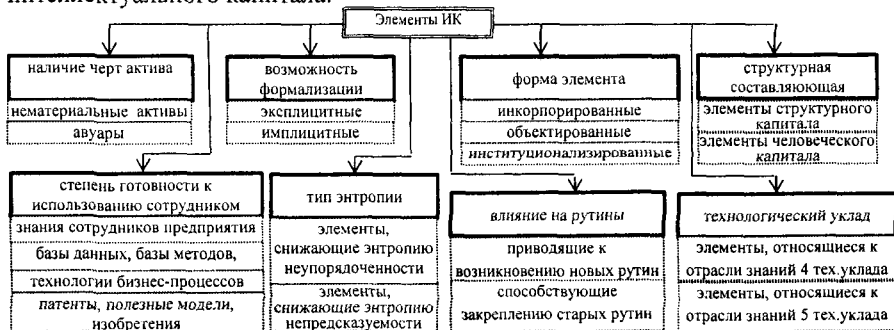 интеллектуального капитала.
Элементы ИК
наличие черт актива
нематериальные активы
авуары
возможность
формализации
эксплицитные
имплицитные
форма элемента
инкорпорированные
объектированные
институционализированные
структурная
составляюющая
элементы структурного
капитала
элементы человеческого
капитала
степень готовности к
использованию сотрудником
знания сотрудников предприятия
базы данных, базы методов,
технологии бизнес-процессов
патенты, полезные модели,
изобретения
тип энтропии
элементы,
снижающие энтропию
неупорядоченности
элементы,
снижающие энтропию
непредсказуемости
влияние на рутины
приводящие к
возникновению новых рутин
способствующие
закреплению старых рутин
технологический уклад
элементы, относящиеся к
отрасли знаний 4 тех.уклада
элементы, относящиеся к
отрасли знаний 5 тех.уклада